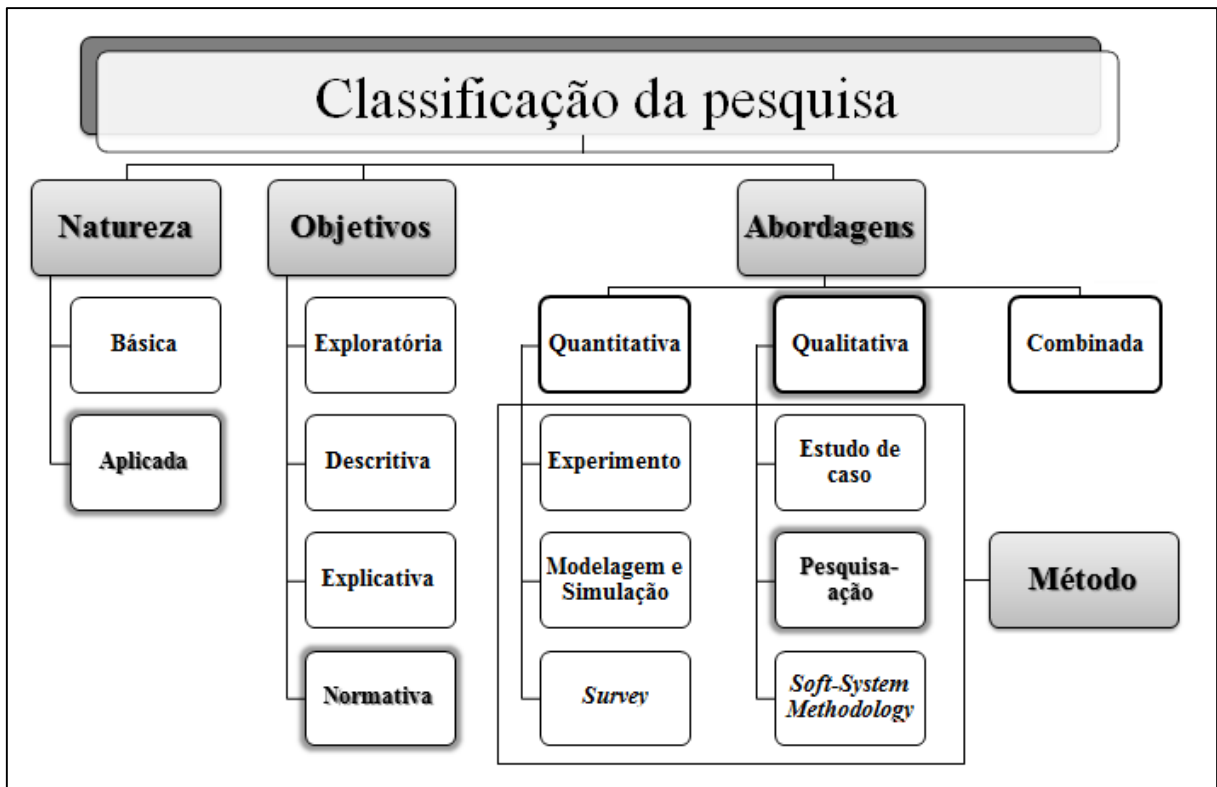 Classificação da pesquisa
Natureza
Objetivos
Abordagens
Básica
Exploratória
Quantitativa
Qualitativa
Combinada
Aplicada
Descritiva
Experimento
Estudo de
caso
Explicativa
Modelagem e
Simulação
Pesquisa-
ação
Método
Normativa
Survey
Soft-System
Methodology